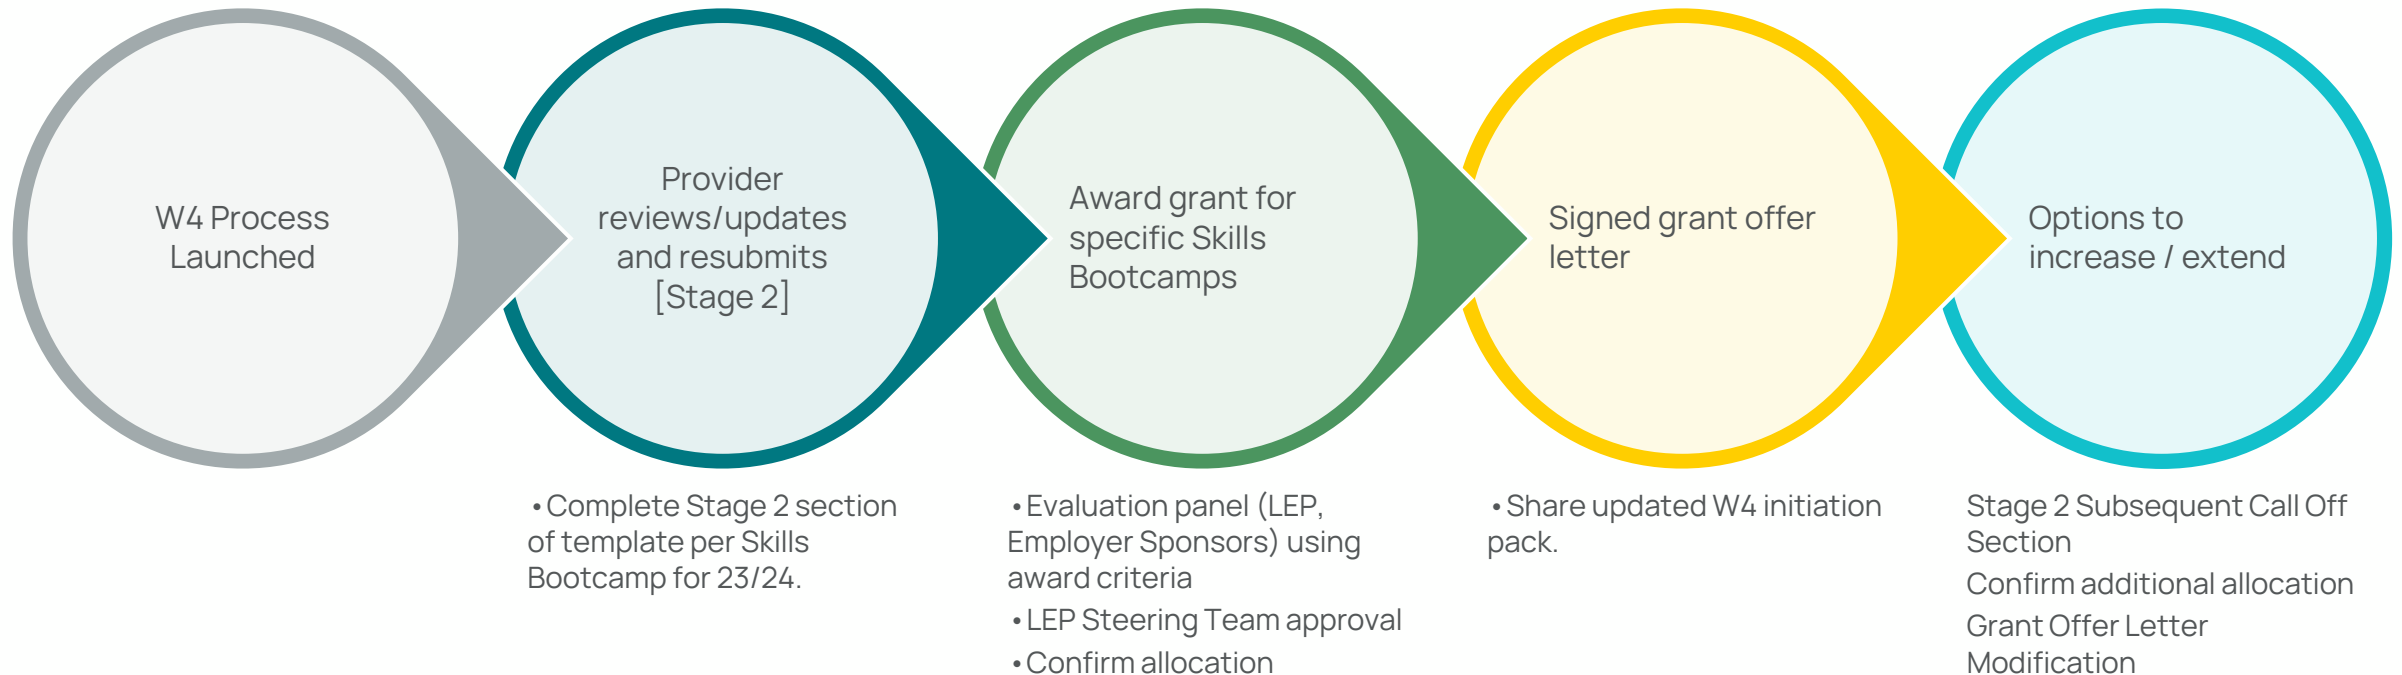 W4 Process
Launched
Provider
reviews/updates
and resubmits
[Stage 2]
Award grant for
specific Skills
Bootcamps
Signed grant offer
letter
Options to
increase / extend
•Complete Stage 2 section
of template per Skills
Bootcamp for 23/24.
•Evaluation panel (LEP,
Employer Sponsors) using
award criteria
•LEP Steering Team approval
•Confirm allocation
•Share updated W4 initiation
pack.
Stage 2 Subsequent Call Off
Section
Confirm additional allocation
Grant Offer Letter
Modification